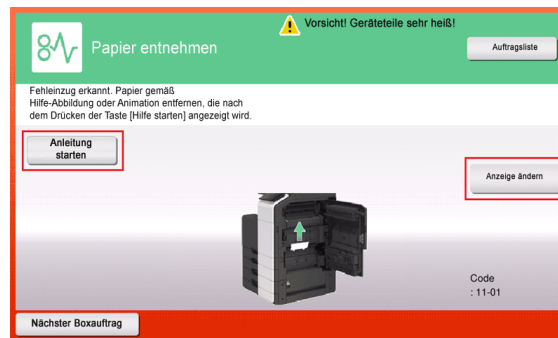 Vorsicht! Geräteteile sehr heiß!
Papier entnehmen
Auftragsliste
Fehleinzug erkannt. Papier gemäß
Hilfe-Abbildung oder Animation entfernen, die nach
dem Drücken der Taste [Hilfe starten] angezeigt wird.
Anleitung
starten
Anzeige ändern
Code
: 11-01
Nächster Boxauftrag